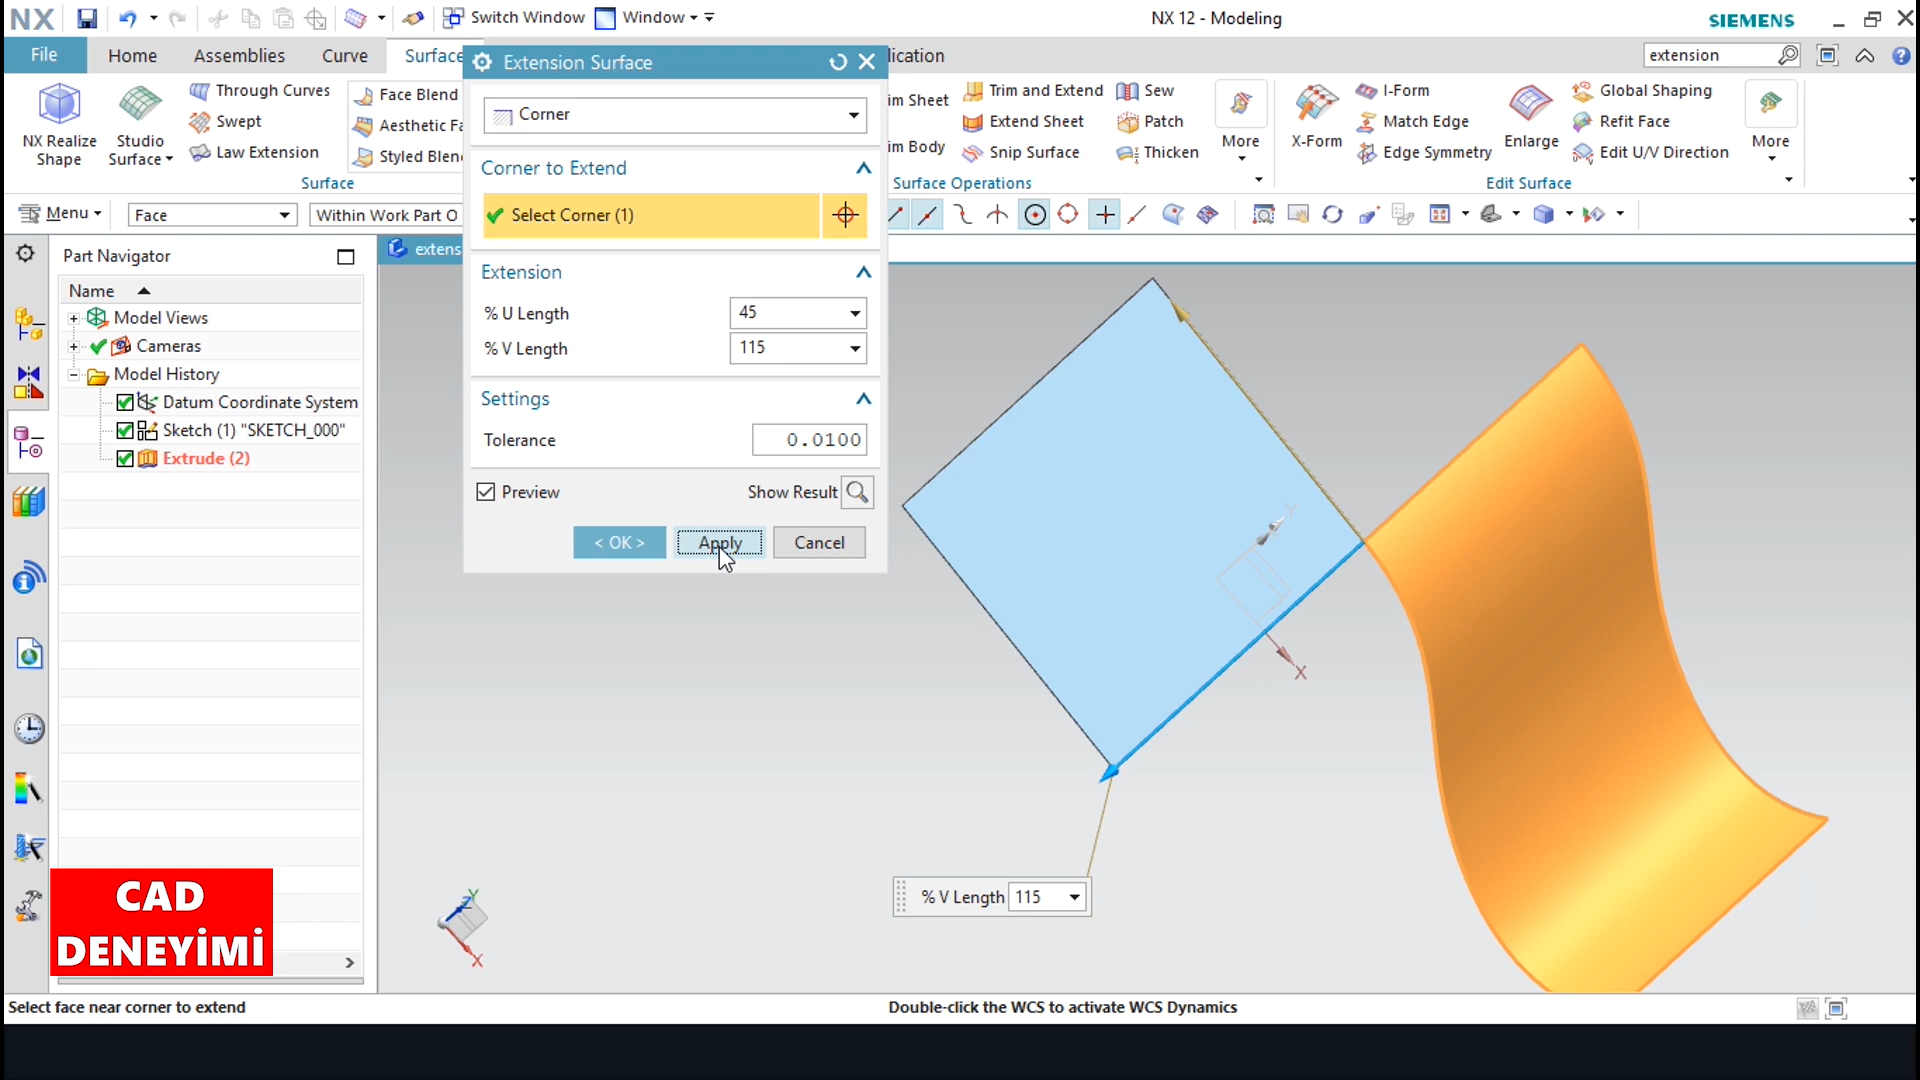 NX
Switch Window
Window
NX 12 - Modeling
SIEMENS
File
Home
Assemblies
Curve
Surface
lication
extension
Extension Surface
NX Realize
Shape
Studio
Surface
Through Curves
Swept
Law Extension
Face Blend
Aesthetic Fa
Styled Blen
Surface
im Sheet
im Body
Trim and Extend
Extend Sheet
Snip Surface
Sew
Patch
Thicken
More
Surface Operations
X-Form
I-Form
Match Edge
Edge Symmetry
Enlarge
Global Shaping
Refit Face
Edit U/V Direction
More
Edit Surface
Menu
Face
Within Work Part O
Corner
Corner to Extend
Select Corner (1)
Extension
% U Length
45
% V Length
115
Settings
Tolerance
0.0100
Preview
Show Result
< OK >
Apply
Cancel
Part Navigator
extens
Name
Model Views
Cameras
Model History
Datum Coordinate System
Sketch (1) "SKETCH_000"
Extrude (2)
Y
X
% V Length
115
Y
Z
X
CAD
DENEYİMİ
Select face near corner to extend
Double-click the WCS to activate WCS Dynamics